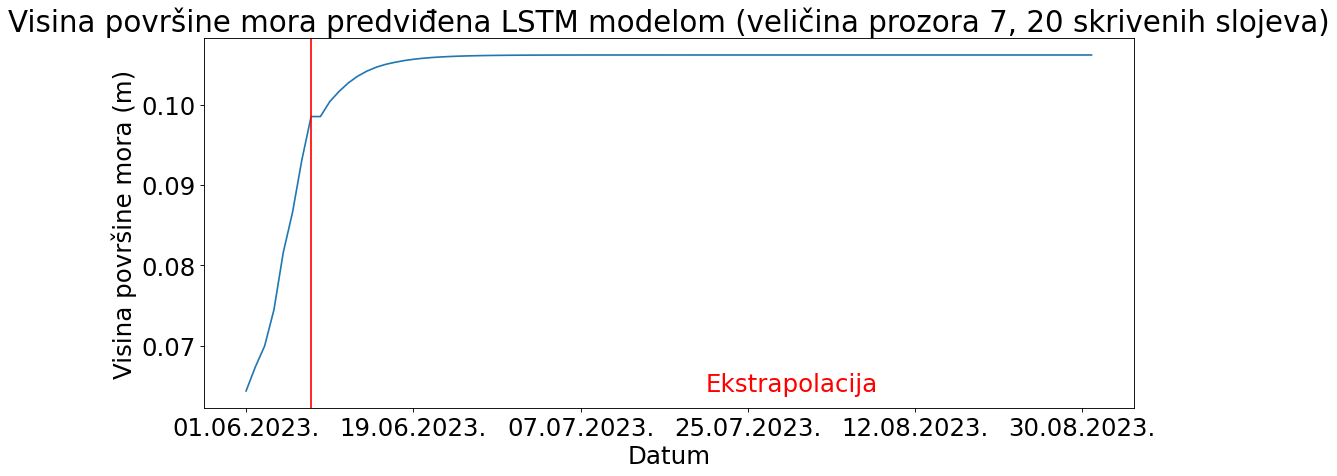 Visina površine mora predviđena LSTM modelom (veličina prozora 7, 20 skrivenih slojeva)
Visina površine mora (m)
0.10
0.09
0.08
0.07
Ekstrapolacija
01.06.2023. 19.06.2023. 07.07.2023. 25.07.2023. 12.08.2023. 30.08.2023.
Datum